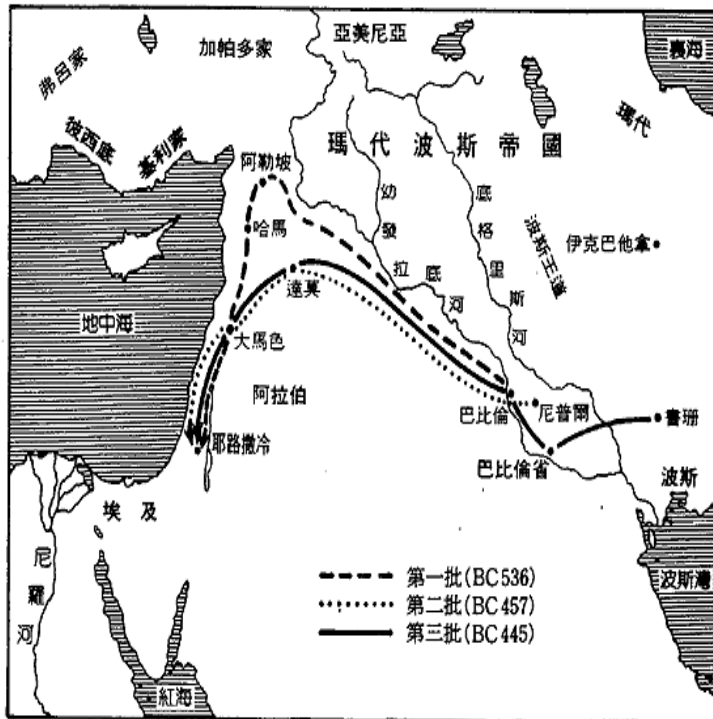 亞美尼亞
加帕多家
裏海
弗呂家
瑪代
彼西底
基利家
瑪代波斯帝國
阿勒坡
幼發拉底河
底格里斯河
波斯王道
哈馬
伊克巴他拿
達莫
地中海
大馬色
阿拉伯
巴比倫
尼普爾
書珊
耶路撒冷
巴比倫省
波斯
埃及
尼羅河
第一批(BC536)
第二批(BC457)
第三批(BC445)
波斯灣
紅海